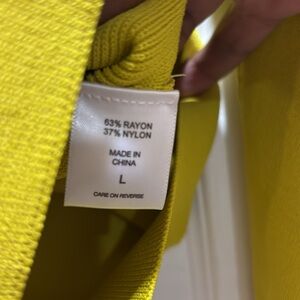 63% RAYON
37% NYLON
MADE IN
CHINA
L
CARE ON REVERSE